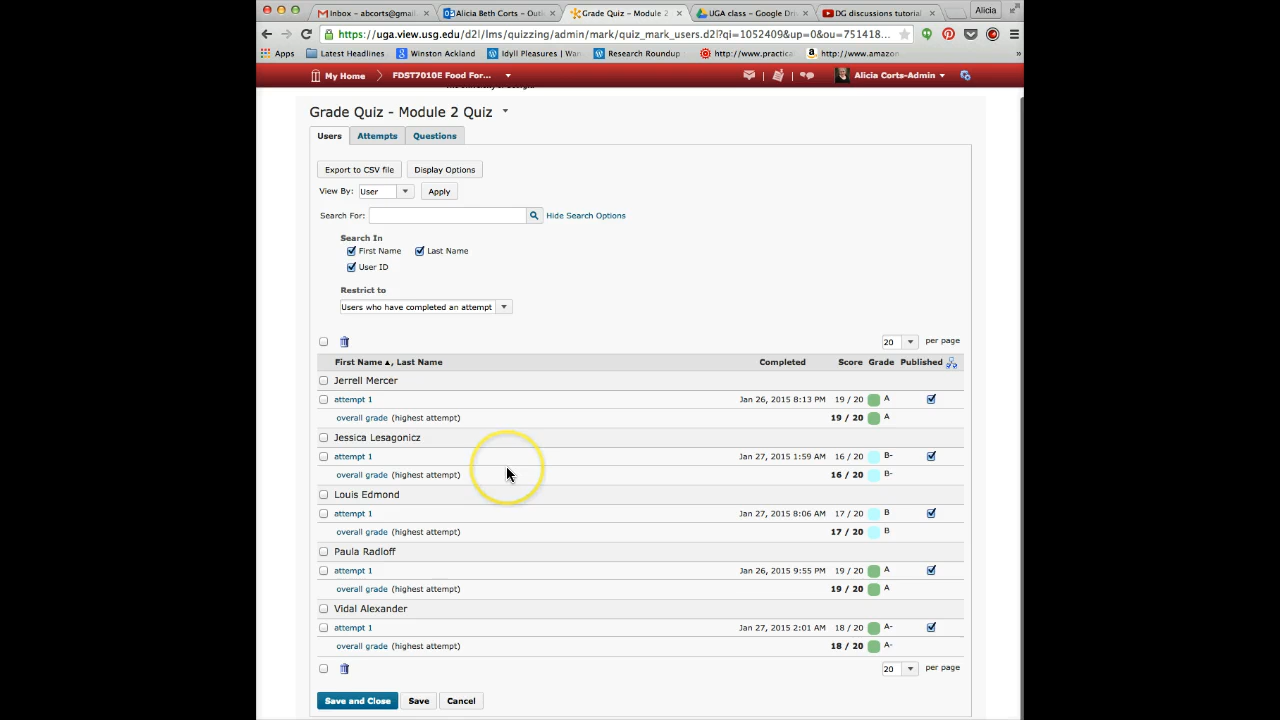 Inbox - abcorts@gmail
Alicia Beth Corts - Outl
Grade Quiz - Module 2
UGA class - Google Dri
DG discussions tutorial
Alicia
https://uga.view.usg.edu/d2l/lms/quizzing/admin/mark/quiz_mark_users.d2l?qi=1052409&up=0&ou=751418...
Apps
Latest Headlines
Winston Ackland
Idyll Pleasures | Wan
Research Roundup
http://www.practica
http://www.amazon
»
My Home
FDST7010E Food For...
Alicia Corts-Admin
Grade Quiz - Module 2 Quiz
Users
Attempts
Questions
Export to CSV file
Display Options
View By:
User
Apply
Search For:
Hide Search Options
Search In
First Name
Last Name
User ID
Restrict to
Users who have completed an attempt
20 per page
First Name ▲, Last Name Completed Score Grade Published
Jerrell Mercer
attempt 1 Jan 26, 2015 8:13 PM 19 / 20 A
overall grade (highest attempt) 19 / 20 A
Jessica Lesagonicz
attempt 1 Jan 27, 2015 1:59 AM 16 / 20 B-
overall grade (highest attempt) 16 / 20 B-
Louis Edmond
attempt 1 Jan 27, 2015 8:06 AM 17 / 20 B
overall grade (highest attempt) 17 / 20 B
Paula Radloff
attempt 1 Jan 26, 2015 9:55 PM 19 / 20 A
overall grade (highest attempt) 19 / 20 A
Vidal Alexander
attempt 1 Jan 27, 2015 2:01 AM 18 / 20 A-
overall grade (highest attempt) 18 / 20 A-
20 per page
Save and Close
Save
Cancel